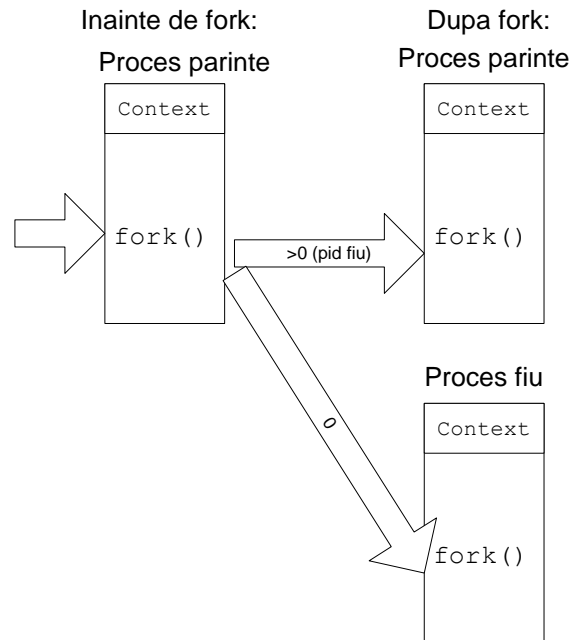 Inainte de fork:
Proces parinte
Context
fork()
Dupa fork:
Proces parinte
Context
fork()
>0 (pid fiu)
0
Proces fiu
Context
fork()